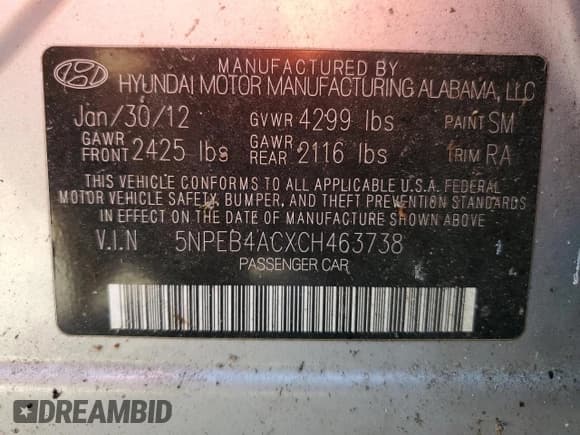 MANUFACTURED BY
HYUNDAI MOTOR MANUFACTURING ALABAMA, LLC
Jan/30/12 GVWR 4299 lbs PAINT SM
GAWR FRONT 2425 lbs GAWR REAR 2116 lbs TRIM RA
THIS VEHICLE CONFORMS TO ALL APPLICABLE U.S.A. FEDERAL
MOTOR VEHICLE SAFETY, BUMPER, AND THEFT PREVENTION STANDARDS
IN EFFECT ON THE DATE OF MANUFACTURE SHOWN ABOVE
V.I.N 5NPEB4ACXCH463738
PASSENGER CAR
DREAMBID